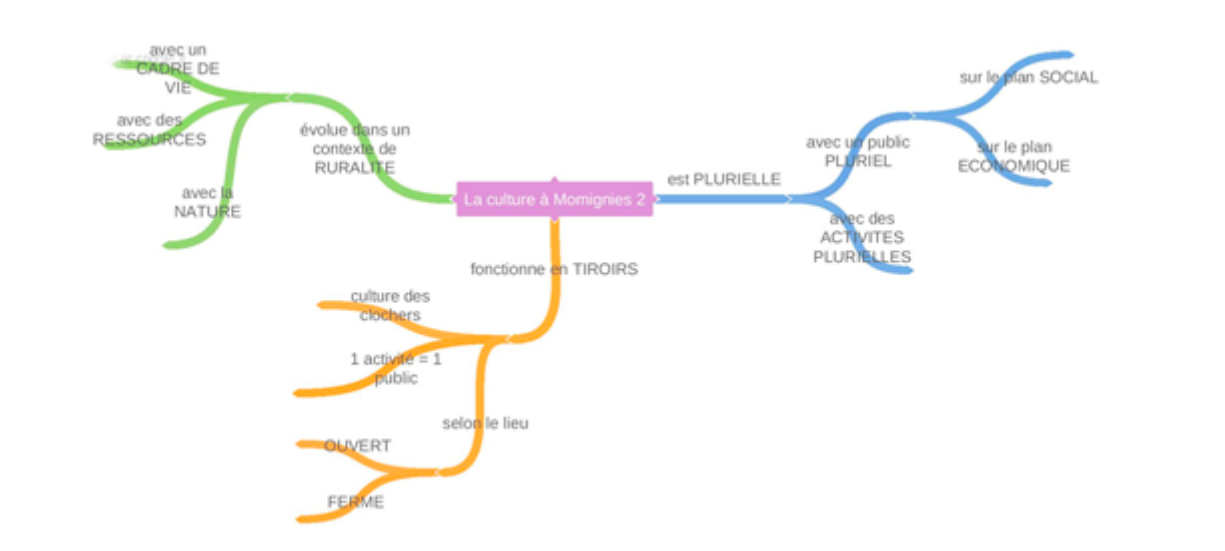 avec un
CADRE DE
VIE
avec des
RESSOURCES
avec la
NATURE
évolue dans un
contexte de
RURALITE
La culture à Momignies 2
est PLURIELLE
avec un public
PLURIEL
sur le plan SOCIAL
sur le plan
ECONOMIQUE
avec des
ACTIVITES
PLURIELLES
fonctionne en TIROIRS
culture des
clochers
1 activité = 1
public
selon le lieu
OUVERT
FERME